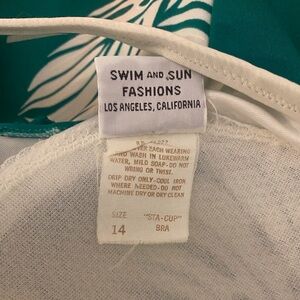 SWIM AND SUN
FASHIONS
LOS ANGELES, CALIFORNIA
EACH WEARING
HAND WASH IN LUKEWARM
WATER, MILD SOAP-DO NOT
WRING OR TWIST.
DRIP DRY ONLY-COOL IRON
WHERE NEEDED-DO NOT
MACHINE DRY OR DRY CLEAN
SIZE "STA-CUP"
14 BRA